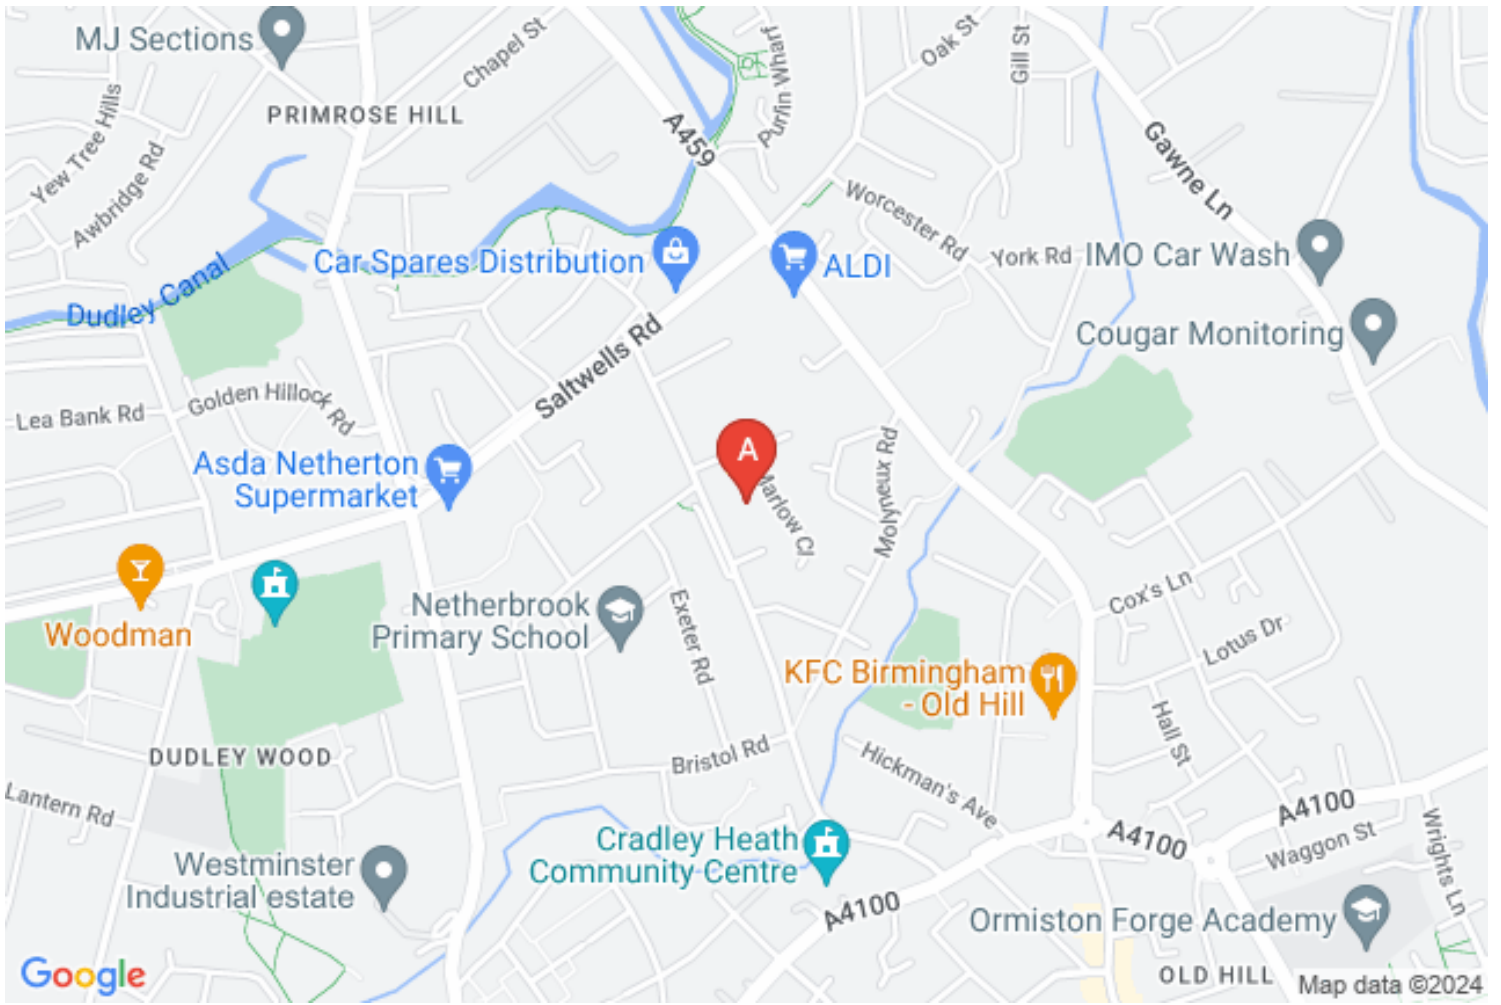 MJ Sections
Chapel St
Purfin Wharf
Oak St
Gill St
PRIMROSE HILL
Yew Tree Hills
Awbridge Rd
A459
Gawne Ln
Worcester Rd
York Rd
IMO Car Wash
Car Spares Distribution
ALDI
Dudley Canal
Saltwells Rd
Cougar Monitoring
Golden Hillock Rd
Lea Bank Rd
Asda Netherton
Supermarket
A
Marlow Cl
Molyneux Rd
Woodman
Netherbrook
Primary School
Exeter Rd
Cox's Ln
Lotus Dr
KFC Birmingham
- Old Hill
Hall St
DUDLEY WOOD
Bristol Rd
Hickman's Ave
Lantern Rd
A4100
A4100
Waggon St
Wrights Ln
Cradley Heath
Community Centre
Westminster
Industrial estate
A4100
Ormiston Forge Academy
OLD HILL
Google
Map data ©2024